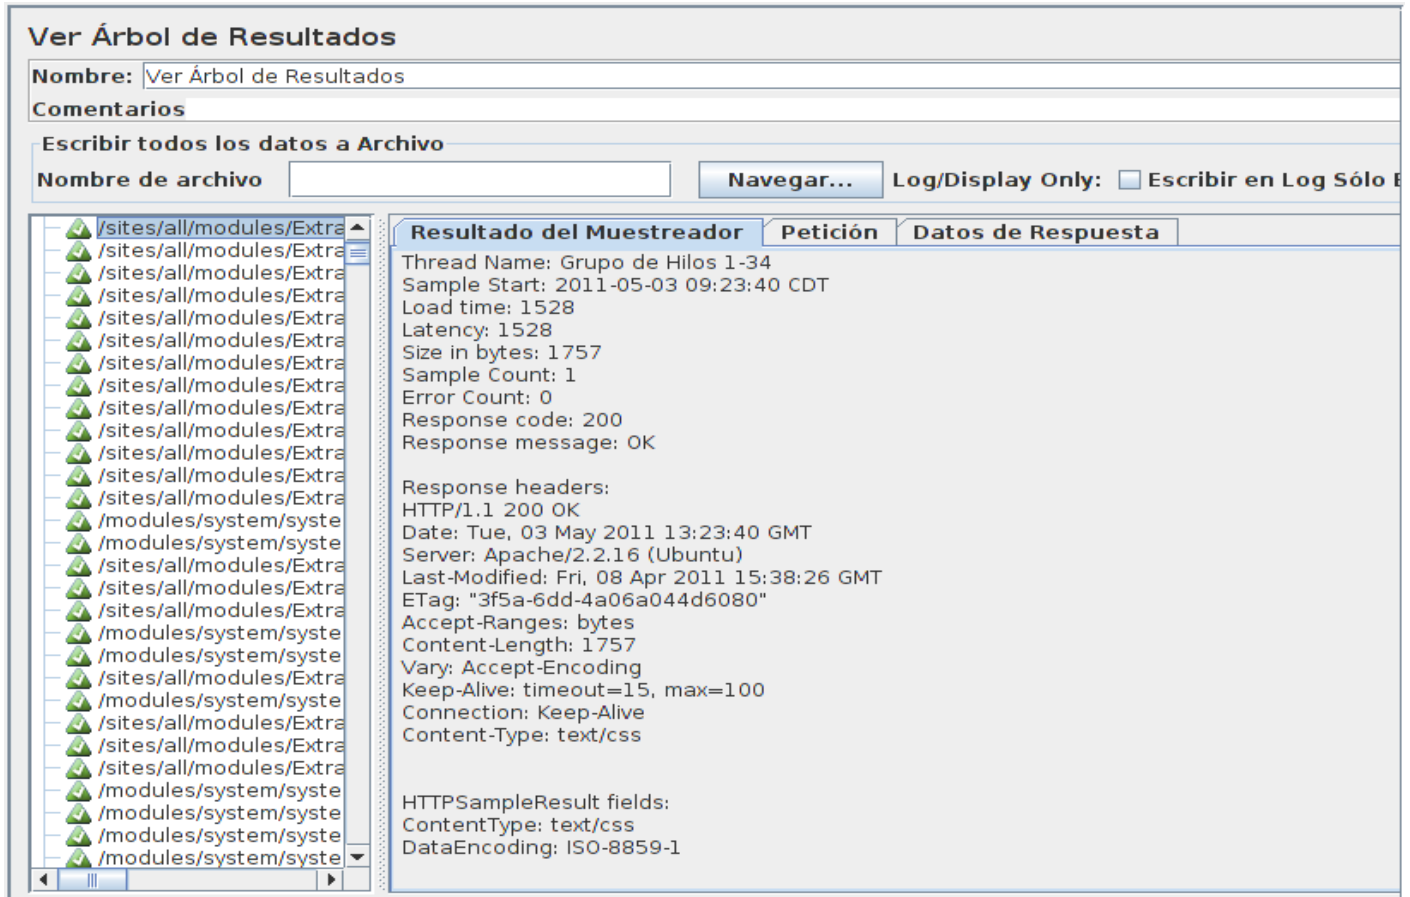 Ver Árbol de Resultados
Nombre: Ver Árbol de Resultados
Comentarios
Escribir todos los datos a Archivo
Nombre de archivo Navegar... Log/Display Only: Escribir en Log Sólo
/sites/all/modules/Extra
/sites/all/modules/Extra
/sites/all/modules/Extra
/sites/all/modules/Extra
/sites/all/modules/Extra
/sites/all/modules/Extra
/sites/all/modules/Extra
/sites/all/modules/Extra
/sites/all/modules/Extra
/sites/all/modules/Extra
/sites/all/modules/Extra
/sites/all/modules/Extra
/sites/all/modules/Extra
/modules/system/syste
/modules/system/syste
/sites/all/modules/Extra
/sites/all/modules/Extra
/sites/all/modules/Extra
/modules/system/syste
/modules/system/syste
/sites/all/modules/Extra
/modules/system/syste
/sites/all/modules/Extra
/sites/all/modules/Extra
/sites/all/modules/Extra
/modules/system/syste
/modules/system/syste
/modules/system/syste
/modules/system/syste
Resultado del Muestreador Petición Datos de Respuesta
Thread Name: Grupo de Hilos 1-34
Sample Start: 2011-05-03 09:23:40 CDT
Load time: 1528
Latency: 1528
Size in bytes: 1757
Sample Count: 1
Error Count: 0
Response code: 200
Response message: OK
Response headers:
HTTP/1.1 200 OK
Date: Tue, 03 May 2011 13:23:40 GMT
Server: Apache/2.2.16 (Ubuntu)
Last-Modified: Fri, 08 Apr 2011 15:38:26 GMT
ETag: "3f5a-6dd-4a06a044d6080"
Accept-Ranges: bytes
Content-Length: 1757
Vary: Accept-Encoding
Keep-Alive: timeout=15, max=100
Connection: Keep-Alive
Content-Type: text/css
HTTPSampleResult fields:
ContentType: text/css
DataEncoding: ISO-8859-1